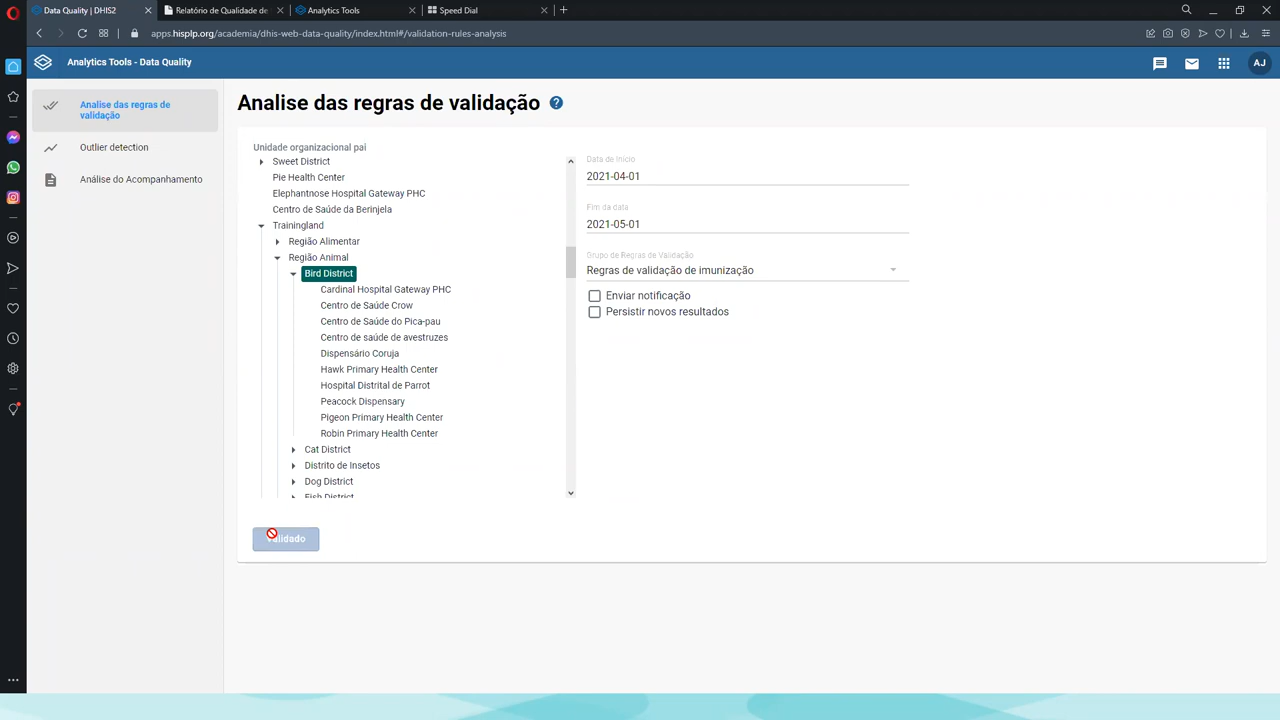 Data Quality | DHIS2
Relatório de Qualidade de
Analytics Tools
Speed Dial
apps.hisplp.org/academia/dhis-web-data-quality/index.html#/validation-rules-analysis
Analytics Tools - Data Quality
AJ
Analise das regras de
validação
Outlier detection
Análise do Acompanhamento
Analise das regras de validação
Unidade organizacional pai
Sweet District
Pie Health Center
Elephantnose Hospital Gateway PHC
Centro de Saúde da Berinjela
Trainingland
Região Alimentar
Região Animal
Bird District
Cardinal Hospital Gateway PHC
Centro de Saúde Crow
Centro de Saúde do Pica-pau
Centro de saúde de avestruzes
Dispensário Coruja
Hawk Primary Health Center
Hospital Distrital de Parrot
Peacock Dispensary
Pigeon Primary Health Center
Robin Primary Health Center
Cat District
Distrito de Insetos
Dog District
Fish District
Data de Inicio
2021-04-01
Fim da data
2021-05-01
Grupo de Regras de Validação
Regras de validação de imunização
Enviar notificação
Persistir novos resultados
Validado